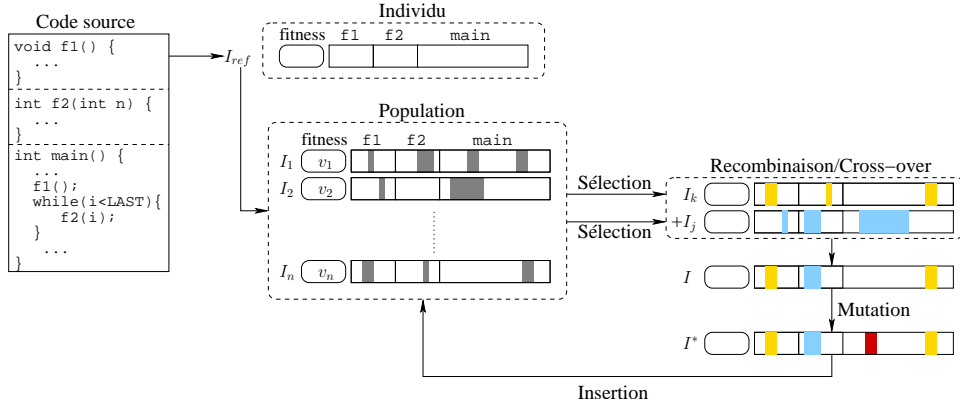 Code source
void f1() {
...
}
int f2(int n) {
...
}
int main() {
...
f1();
while(i<LAST){
f2(i);
}
...
}
I_ref
Individu
fitness f1 f2 main
Population
fitness f1 f2 main
I_1 v_1
I_2 v_2
I_n v_n
Sélection
Sélection
Recombinaison/Cross-over
I_k
+I_j
I
Mutation
I*
Insertion